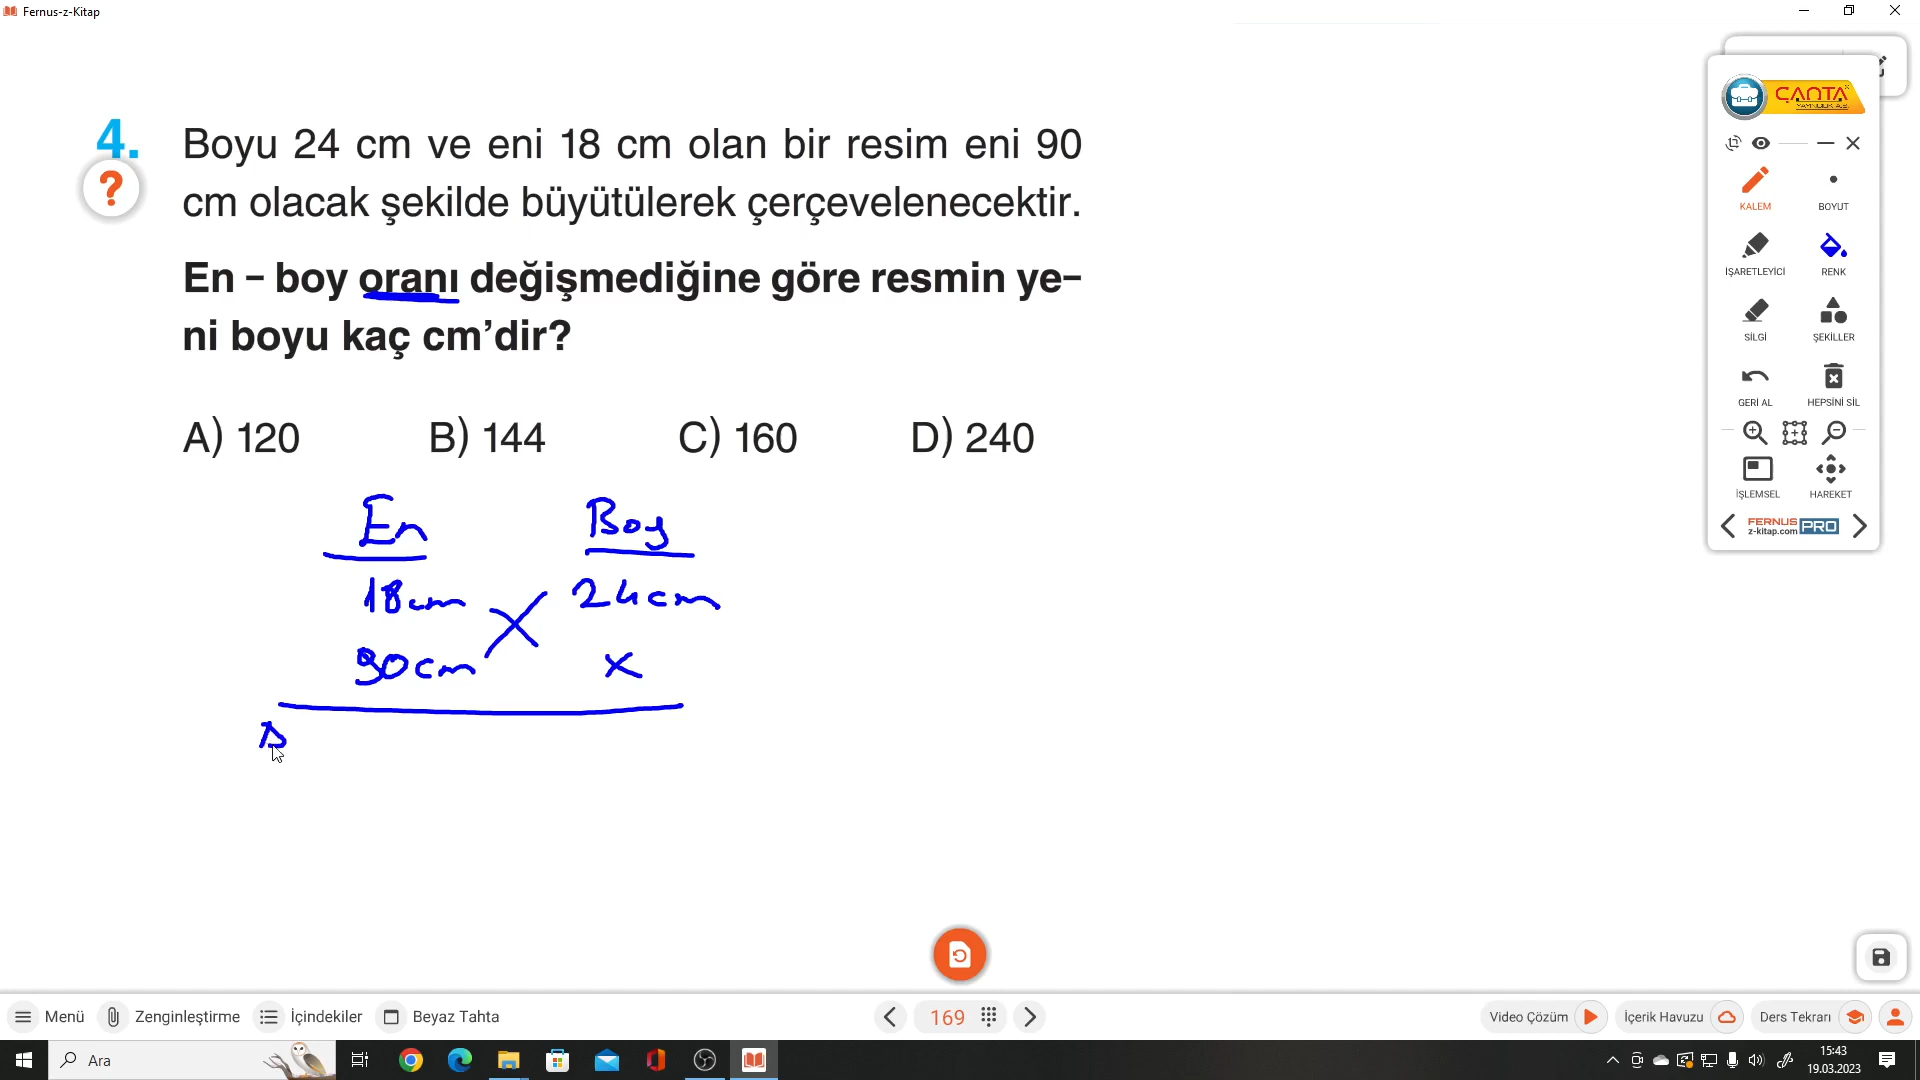 Fernus-z-Kitap
4. Boyu 24 cm ve eni 18 cm olan bir resim eni 90
? cm olacak şekilde büyütülerek çerçevelenecektir.
En – boy oranı değişmediğine göre resmin ye–
ni boyu kaç cm’dir?
A) 120 B) 144 C) 160 D) 240
En Boy
18cm 24cm
90cm x
ÇANTA
YAYINCILIK A.Ş.
KALEM BOYUT
İŞARETLEYİCİ RENK
SİLGİ ŞEKİLLER
GERİ AL HEPSİNİ SİL
İŞLEMSEL HAREKET
FERNUS PRO
z-kitap.com
Menü Zenginleştirme İçindekiler Beyaz Tahta 169 Video Çözüm İçerik Havuzu Ders Tekrarı
Ara 15:43
19.03.2023